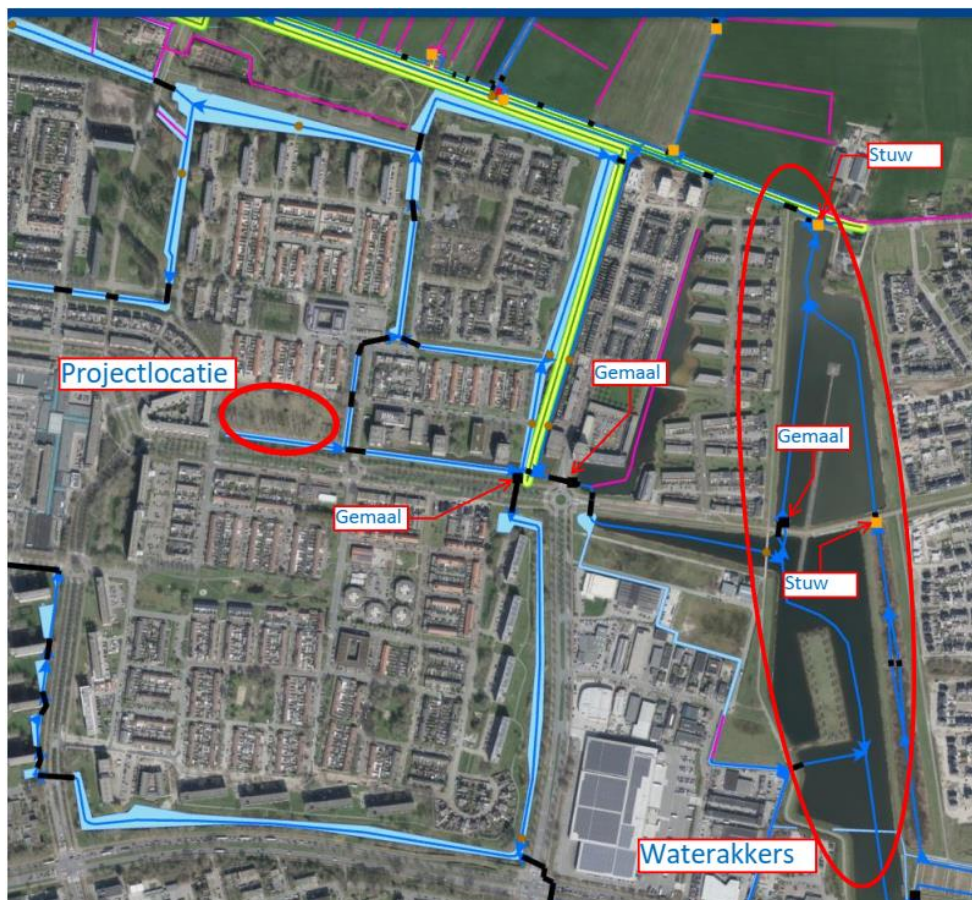 Stuw
Projectlocatie
Gemaal
Gemaal
Gemaal
Stuw
Waterakkers